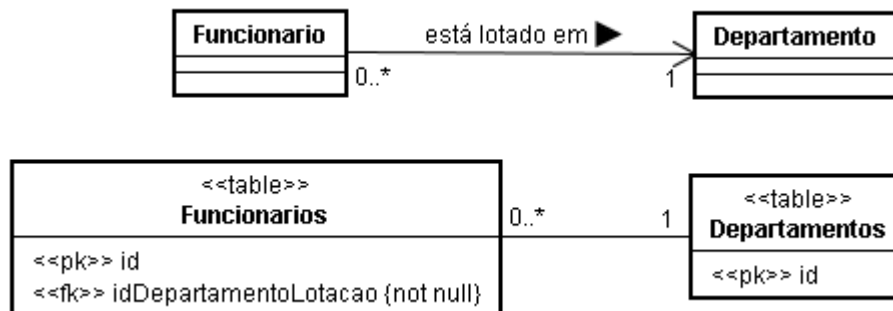 Funcionario
está lotado em
Departamento
0..*
1
<<table>>
Funcionarios
<<pk>> id
<<fk>> idDepartamentoLotacao {not null}
0..*
1
<<table>>
Departamentos
<<pk>> id